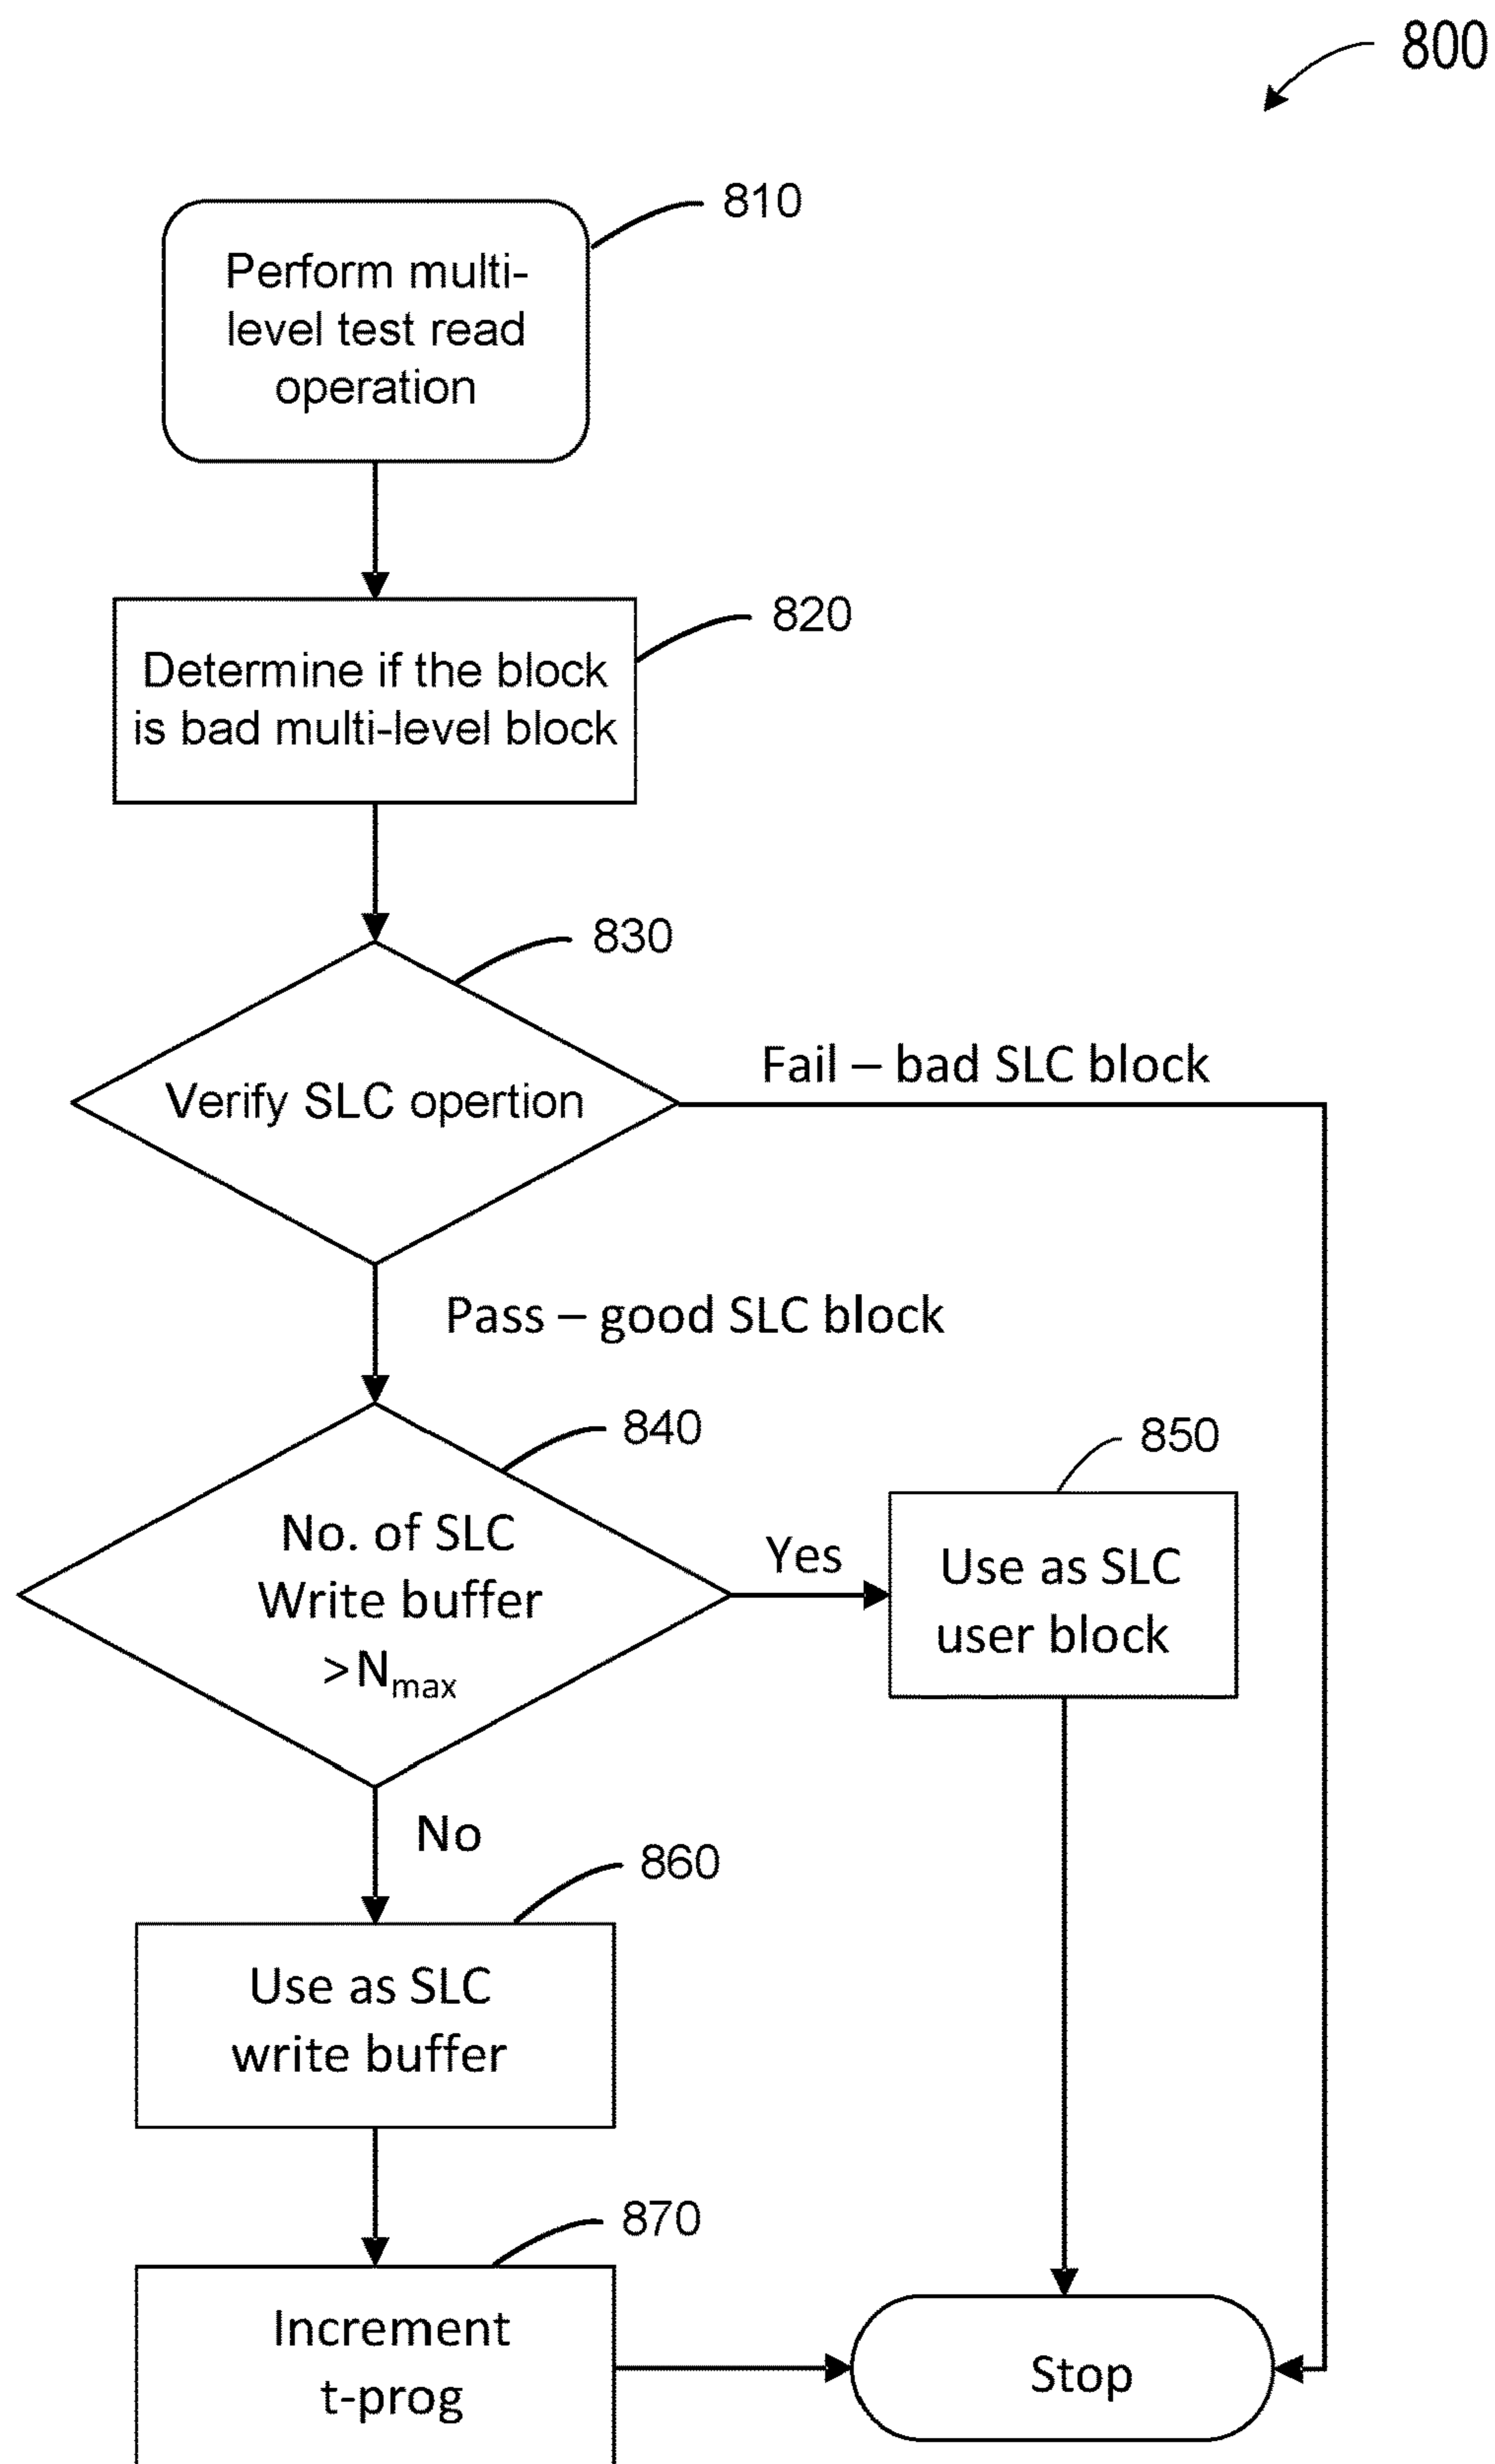 800
810
Perform multi-
level test read
operation
820
Determine if the block
is bad multi-level block
830
Verify SLC opertion
Fail – bad SLC block
Pass – good SLC block
840
No. of SLC
Write buffer
>Nmax
Yes
850
Use as SLC
user block
No
860
Use as SLC
write buffer
870
Increment
t-prog
Stop